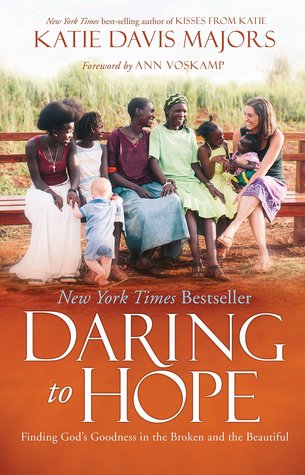 New York Times best-selling author of KISSES FROM KATIE
KATIE DAVIS MAJORS
Foreword by ANN VOSKAMP
New York Times Bestseller
DARING
to HOPE
Finding God's Goodness in the Broken and the Beautiful